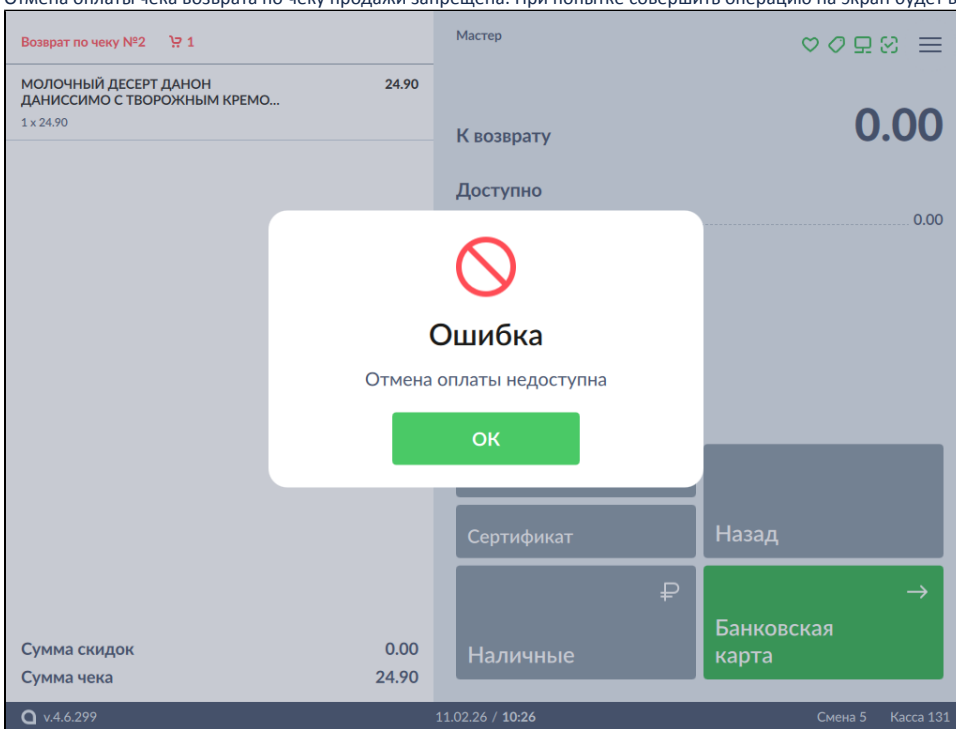 Отмена оплаты чека возврата по чеку продажи запрещена. При попытке совершить операцию на экран будет в
Возврат по чеку №2 1
Мастер
МОЛОЧНЫЙ ДЕСЕРТ ДАНОН 24.90
ДАНИССИМО С ТВОРОЖНЫМ КРЕМО...
1 x 24.90
К возврату 0.00
Доступно
0.00
Ошибка
Отмена оплаты недоступна
ОК
Сертификат
Назад
Наличные
Банковская
карта
Сумма скидок 0.00
Сумма чека 24.90
v.4.6.299
11.02.26 / 10:26
Смена 5 Касса 131